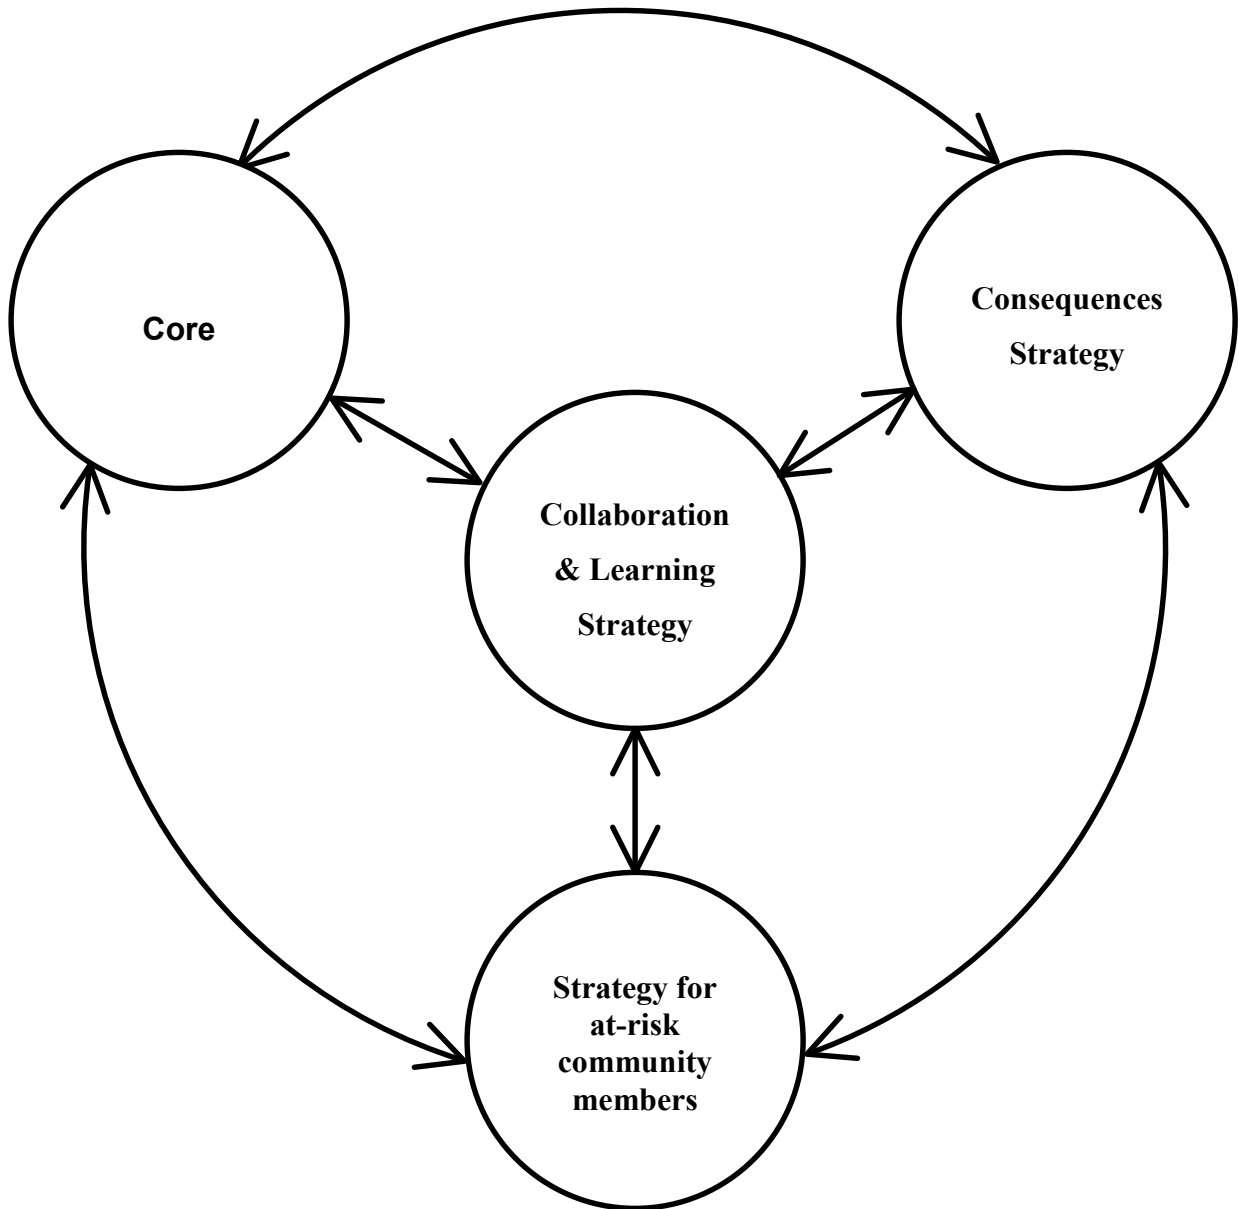 Core
Consequences
Strategy
Collaboration
& Learning
Strategy
Strategy for
at-risk
community
members